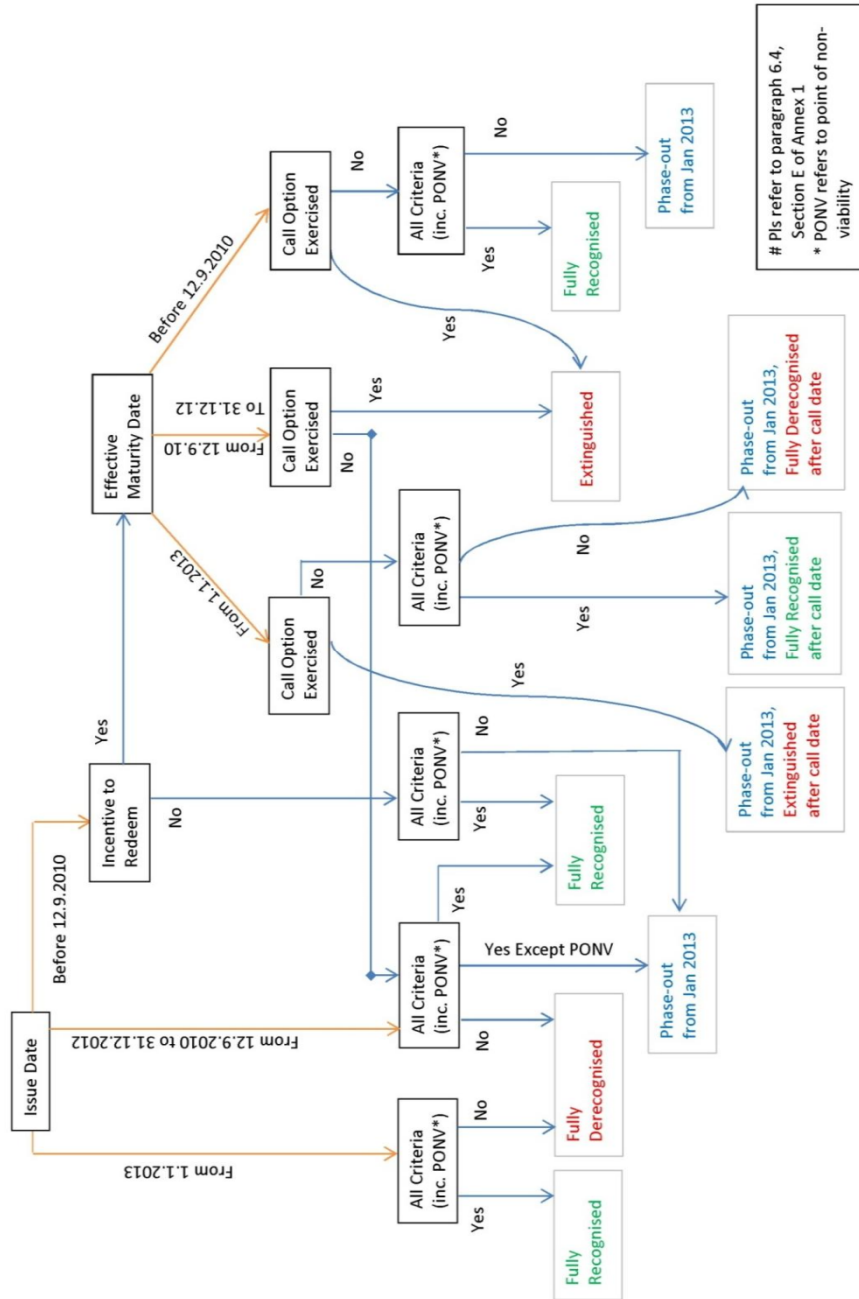 Issue Date
From 1.1.2013
From 12.9.2010 to 31.12.2012
Before 12.9.2010
Incentive to
Redeem
Yes
No
Effective
Maturity Date
From 1.1.2013
From 12.9.10
To 31.12.12
Before 12.9.2010
Call Option
Exercised
No
Yes
Call Option
Exercised
No
Yes
Call Option
Exercised
No
Yes
All Criteria
(inc. PONV*)
Yes
No
All Criteria
(inc. PONV*)
No
Yes Except PONV
Yes
All Criteria
(inc. PONV*)
Yes
No
All Criteria
(inc. PONV*)
Yes
No
All Criteria
(inc. PONV*)
Yes
No
Fully
Recognised
Fully
Derecognised
Fully
Recognised
Extinguished
Fully
Recognised
Phase-out
from Jan 2013
Phase-out
from Jan 2013,
Extinguished
after call date
Phase-out
from Jan 2013,
Fully Recognised
after call date
Phase-out
from Jan 2013,
Fully Derecognised
after call date
Phase-out
from Jan 2013
# Pls refer to paragraph 6.4,
Section E of Annex 1
* PONV refers to point of non-
viability